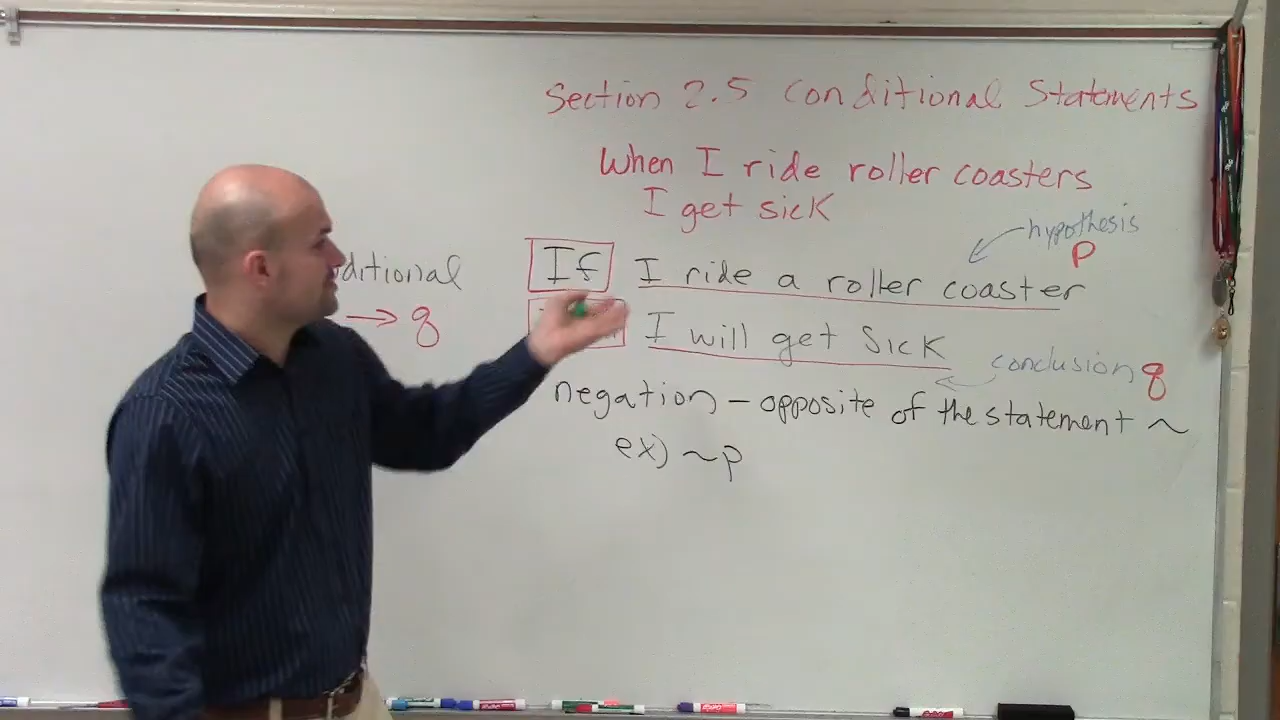 Section 2.5 Conditional Statements
When I ride roller coasters
I get sick
hypothesis
p
If I ride a roller coaster
→ q
I will get sick
conclusion q
negation - opposite of the statement ~
ex) ~p